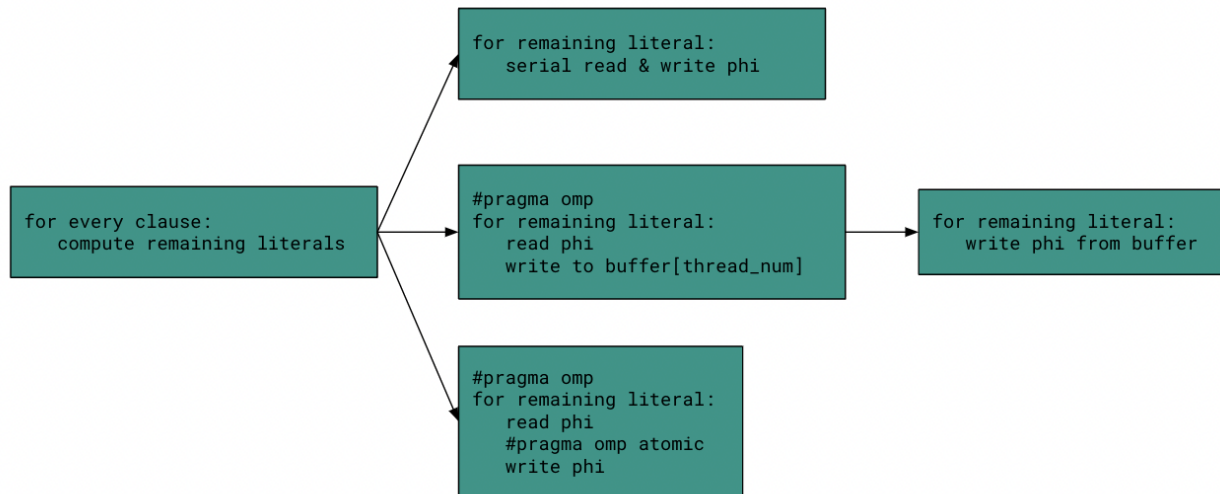 for remaining literal:
serial read & write phi
for every clause:
compute remaining literals
#pragma omp
for remaining literal:
read phi
write to buffer[thread_num]
for remaining literal:
write phi from buffer
#pragma omp
for remaining literal:
read phi
#pragma omp atomic
write phi